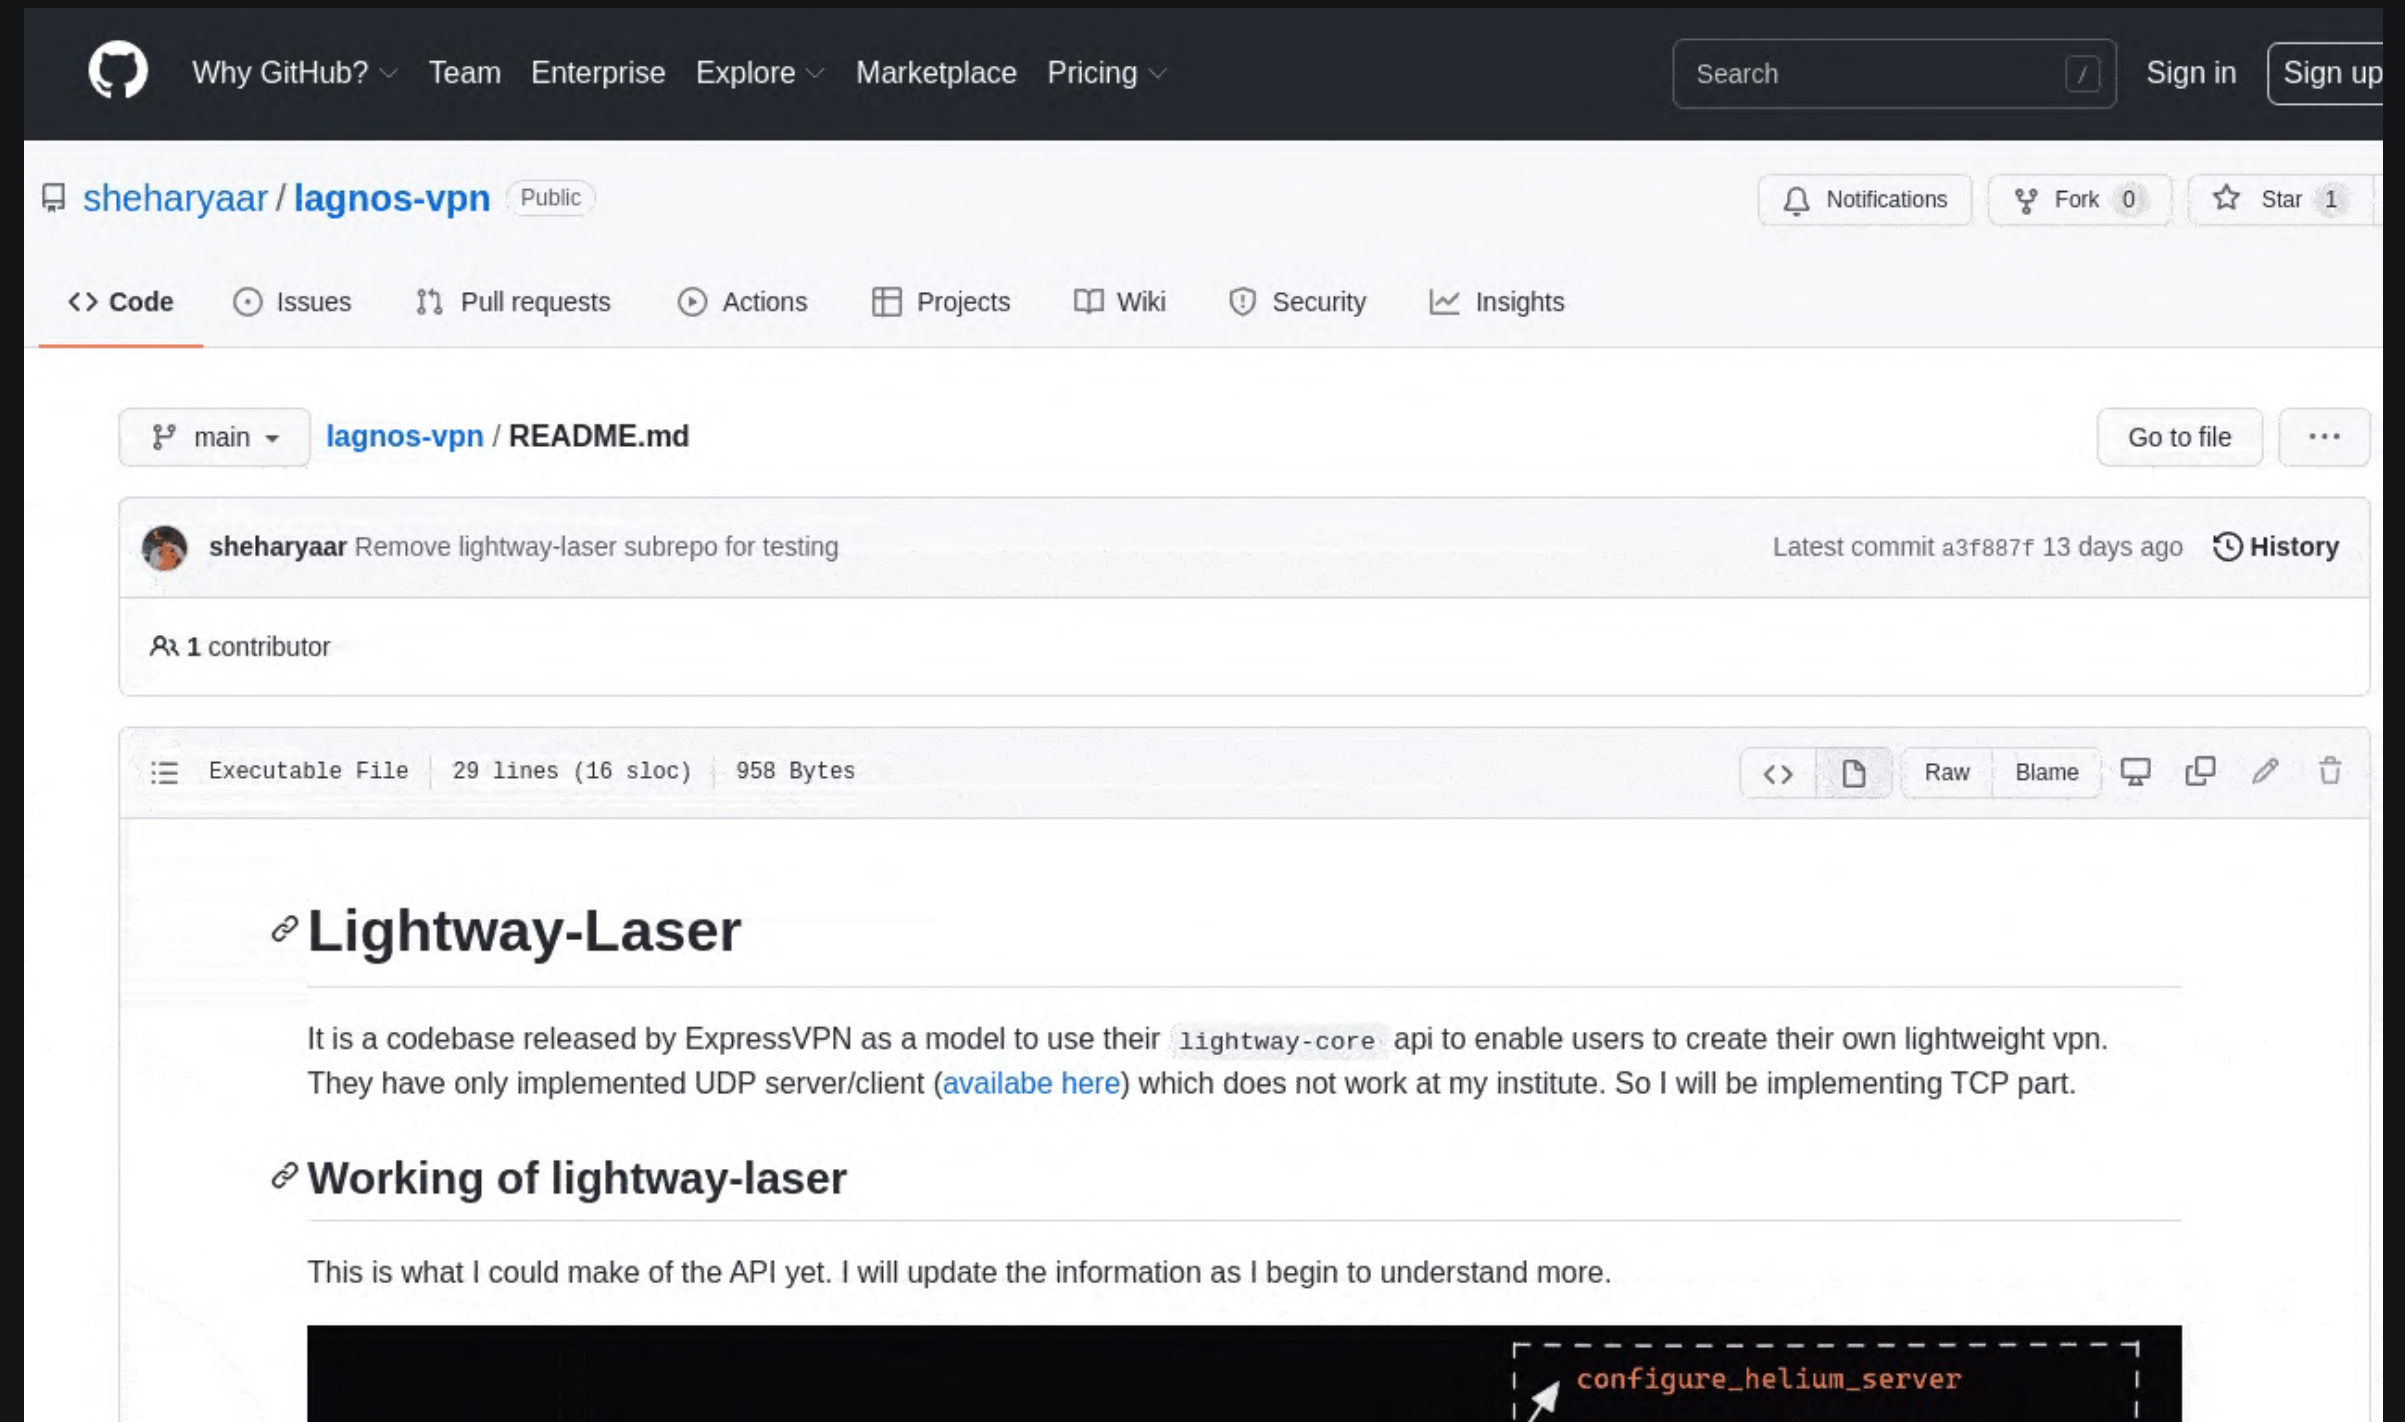 Why GitHub? Team Enterprise Explore Marketplace Pricing Search / Sign in Sign up
sheharyaar / lagnos-vpn Public Notifications Fork 0 Star 1
Code Issues Pull requests Actions Projects Wiki Security Insights
main lagnos-vpn / README.md Go to file ...
sheharyaar Remove lightway-laser subrepo for testing Latest commit a3f887f 13 days ago History
1 contributor
Executable File 29 lines (16 sloc) 958 Bytes <> Raw Blame
Lightway-Laser
It is a codebase released by ExpressVPN as a model to use their lightway-core api to enable users to create their own lightweight vpn.
They have only implemented UDP server/client (availabe here) which does not work at my institute. So I will be implementing TCP part.
Working of lightway-laser
This is what I could make of the API yet. I will update the information as I begin to understand more.
configure_helium_server